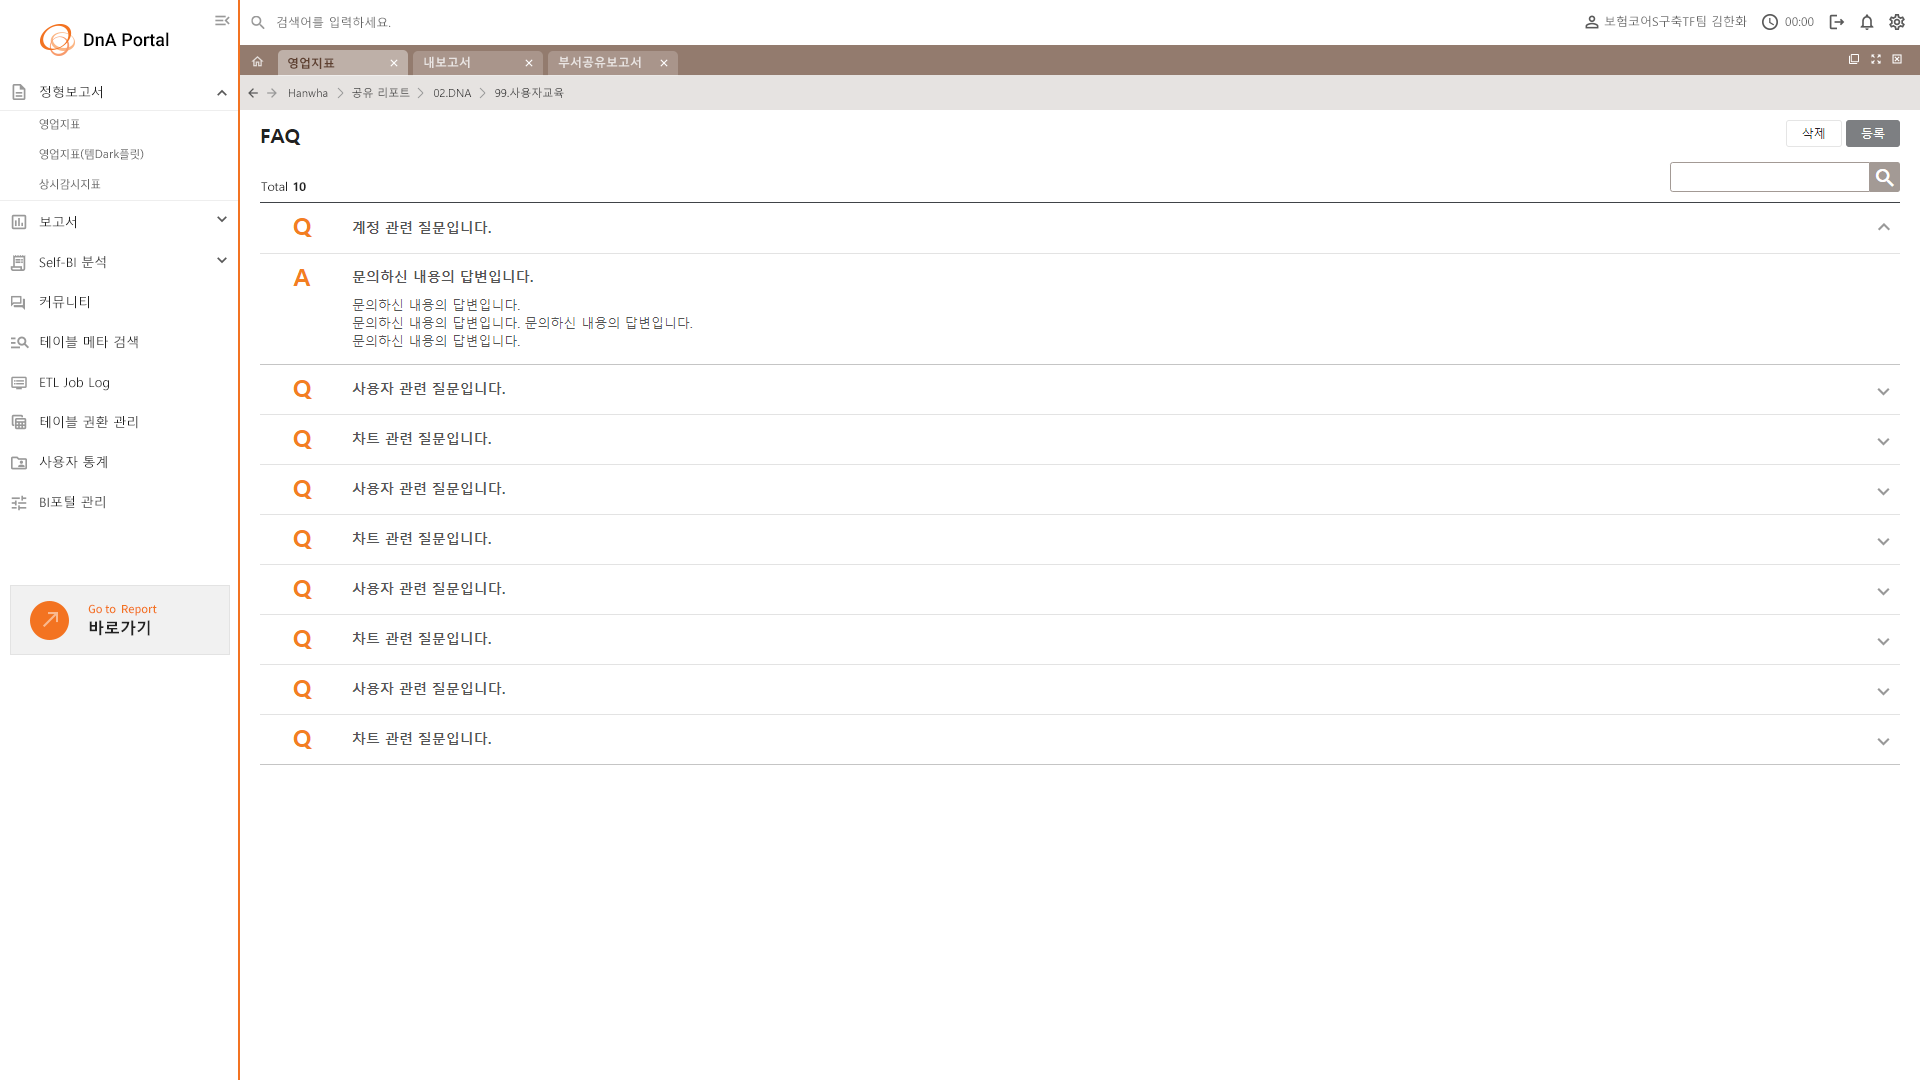 DnA Portal
정형보고서
영업지표
영업지표(템Dark플릿)
상시감시지표
보고서
Self-BI 분석
커뮤니티
테이블 메타 검색
ETL Job Log
테이블 권환 관리
사용자 통계
BI포털 관리
Go to Report
바로가기
검색어를 입력하세요.
보험코어S구축TF팀 김한화
00:00
영업지표
내보고서
부서공유보고서
Hanwha
공유 리포트
02.DNA
99.사용자교육
FAQ
삭제
등록
Total 10
Q 계정 관련 질문입니다.
A 문의하신 내용의 답변입니다.
문의하신 내용의 답변입니다.
문의하신 내용의 답변입니다. 문의하신 내용의 답변입니다.
문의하신 내용의 답변입니다.
Q 사용자 관련 질문입니다.
Q 차트 관련 질문입니다.
Q 사용자 관련 질문입니다.
Q 차트 관련 질문입니다.
Q 사용자 관련 질문입니다.
Q 차트 관련 질문입니다.
Q 사용자 관련 질문입니다.
Q 차트 관련 질문입니다.